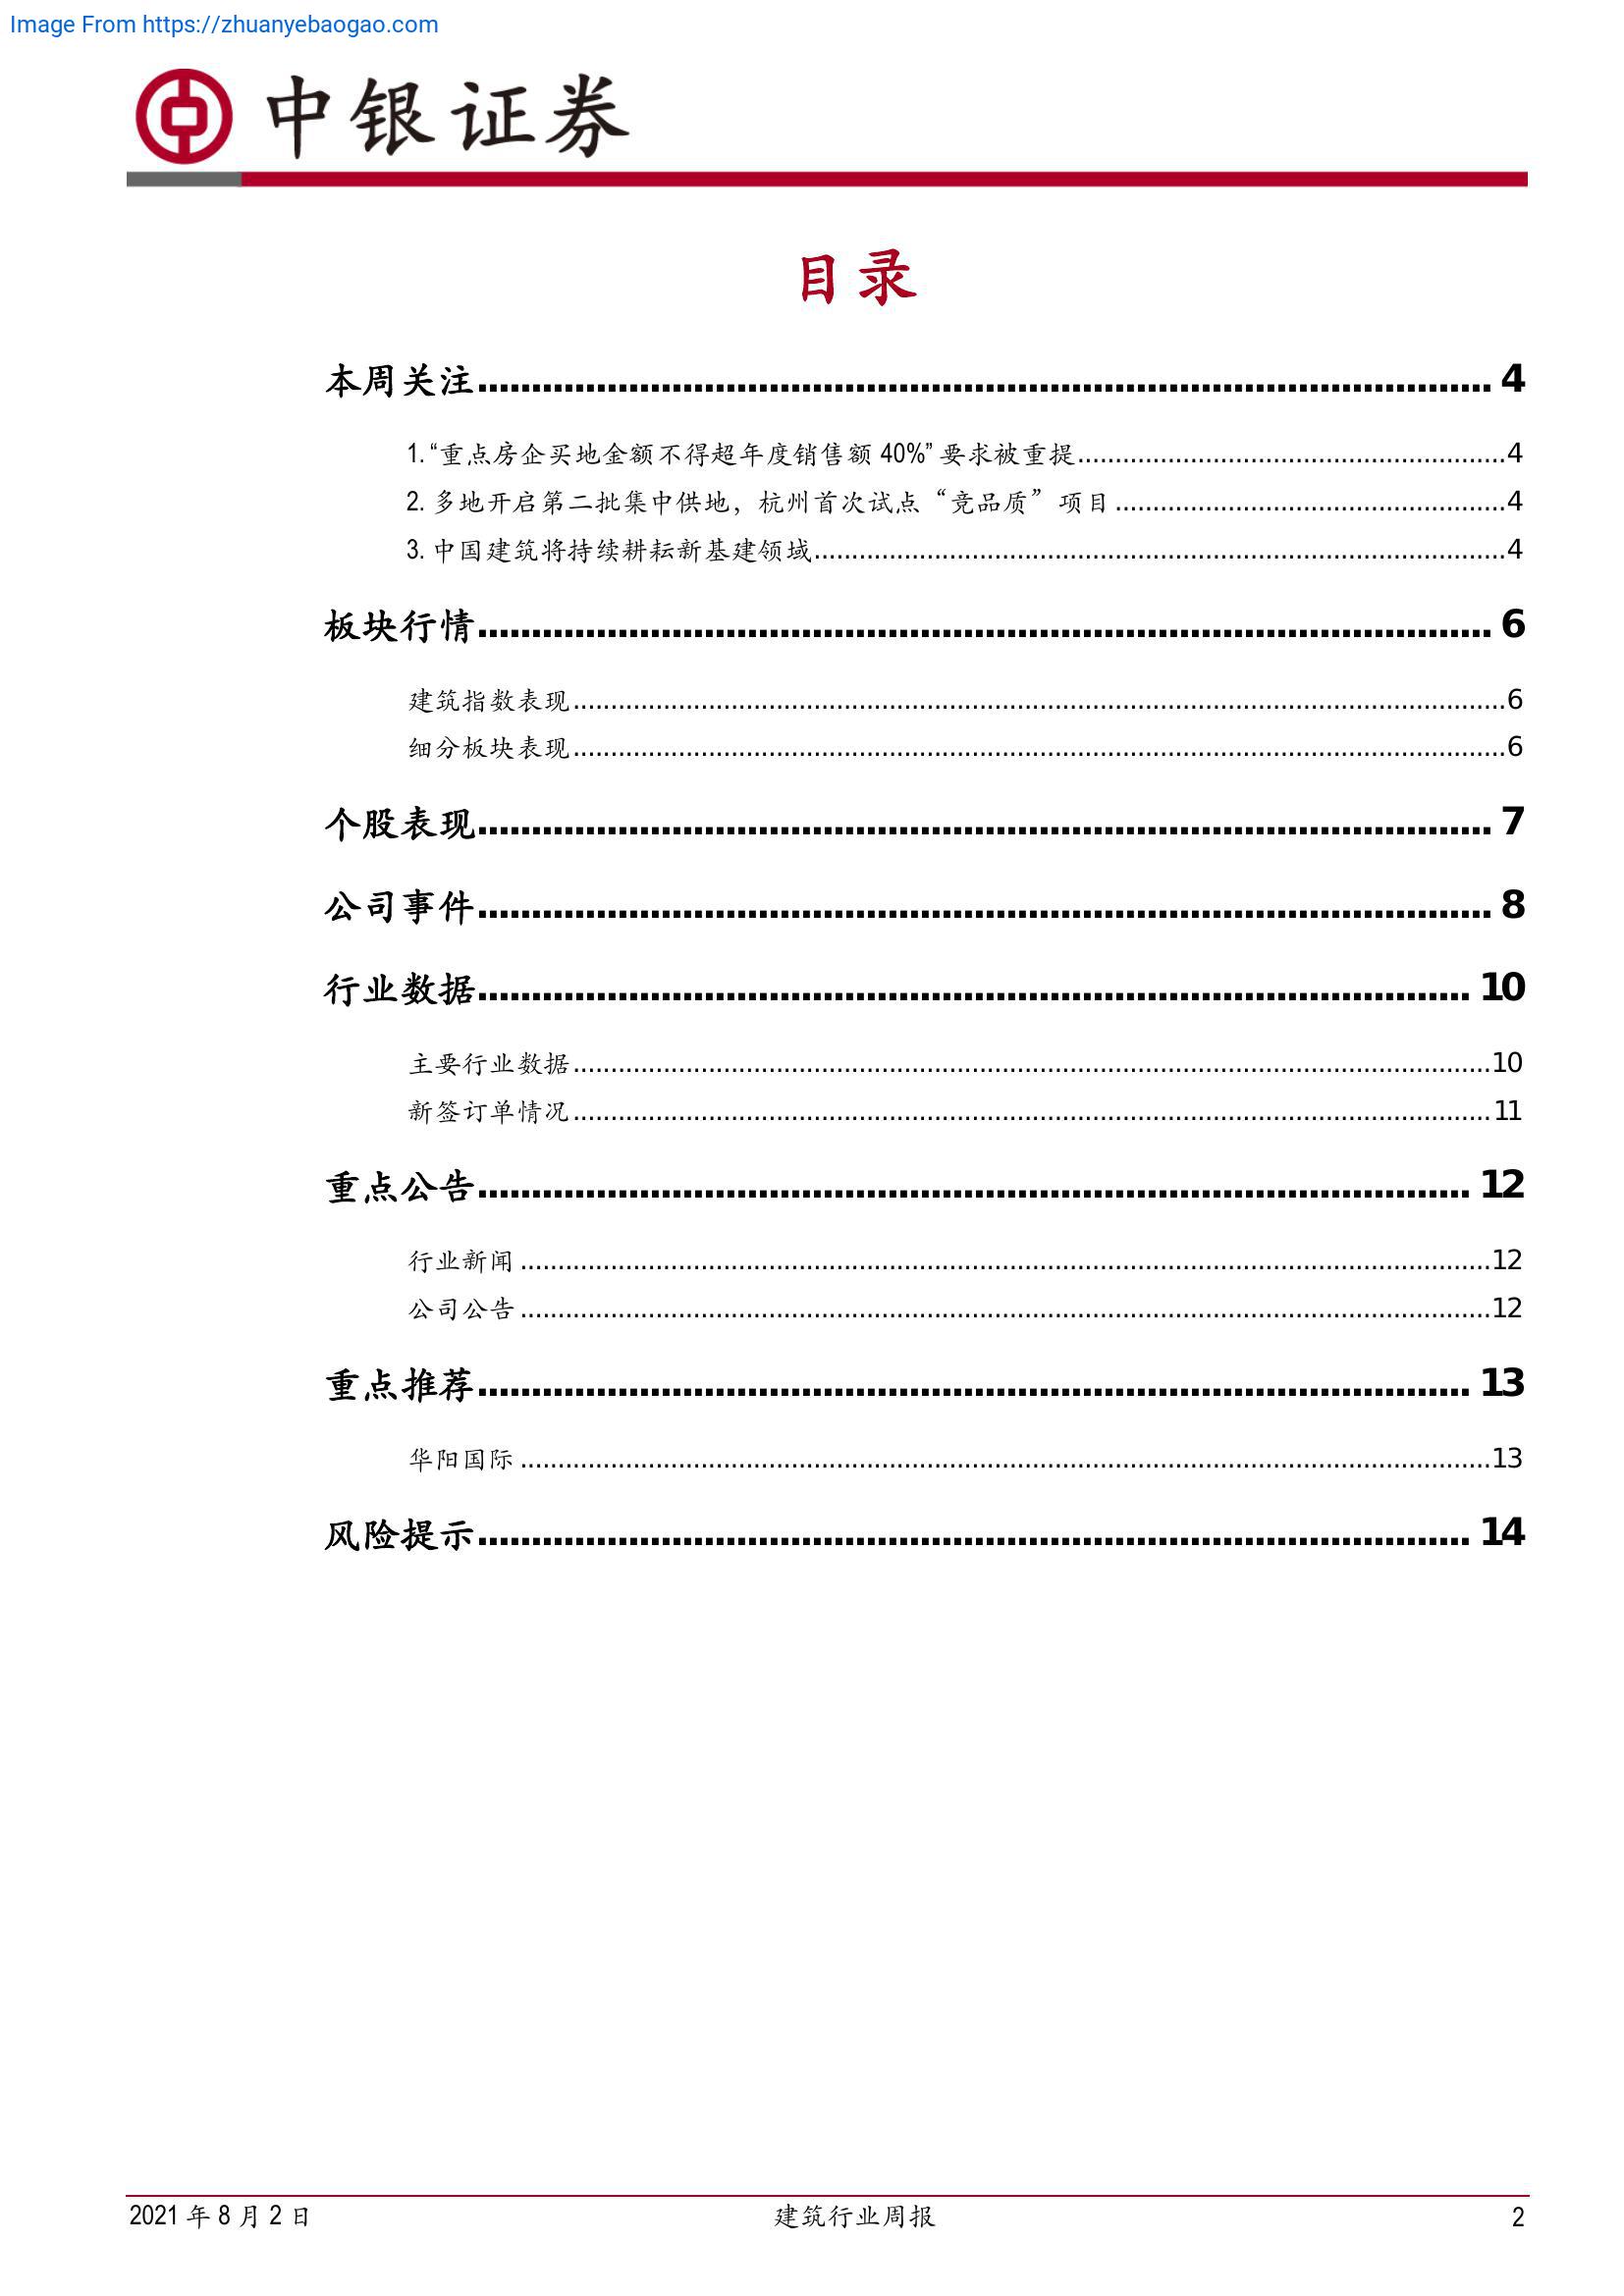 Image From https://zhuanyebaogao.com
中银证券
目录
本周关注 4
1. “重点房企买地金额不得超年度销售额 40%” 要求被重提 4
2. 多地开启第二批集中供地，杭州首次试点“竞品质”项目 4
3. 中国建筑将持续耕耘新基建领域 4
板块行情 6
建筑指数表现 6
细分板块表现 6
个股表现 7
公司事件 8
行业数据 10
主要行业数据 10
新签订单情况 11
重点公告 12
行业新闻 12
公司公告 12
重点推荐 13
华阳国际 13
风险提示 14
2021 年 8 月 2 日 建筑行业周报 2